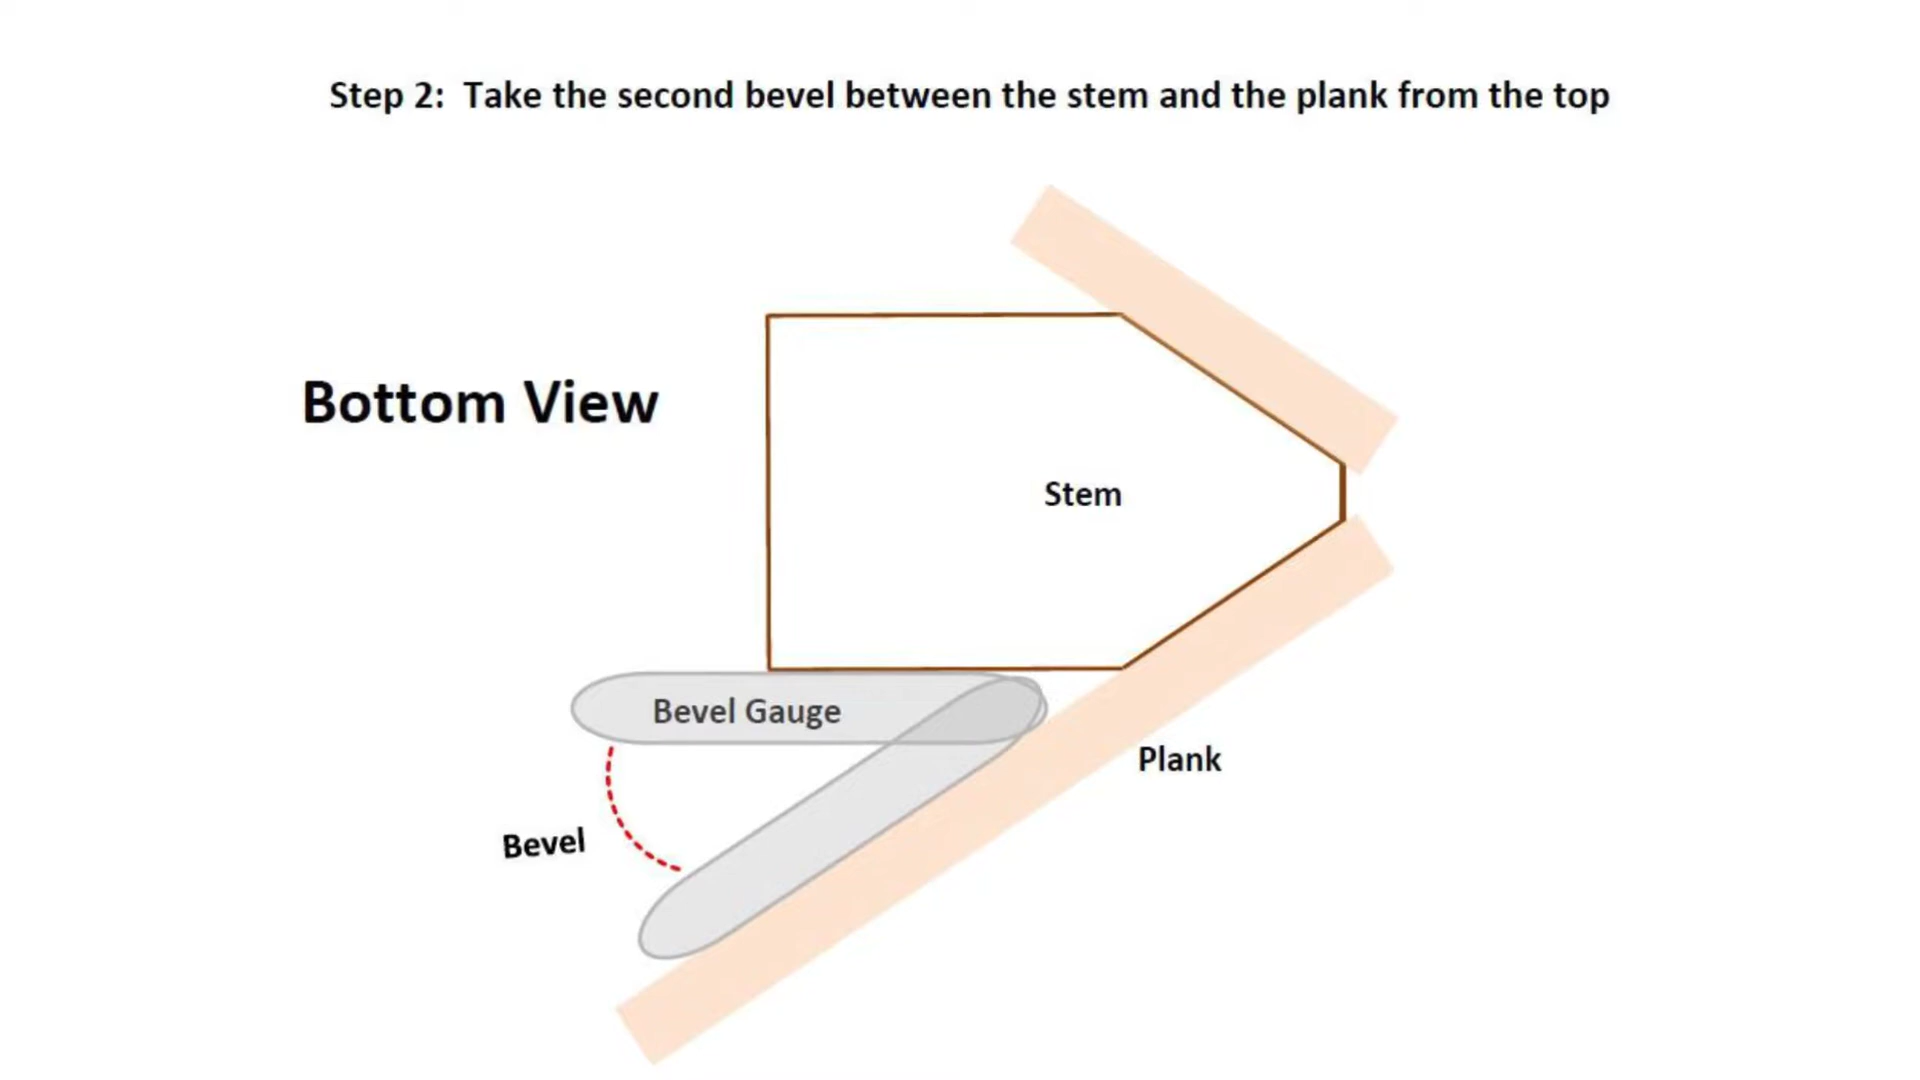 Step 2:  Take the second bevel between the stem and the plank from the top
Bottom View
Stem
Bevel Gauge
Plank
Bevel